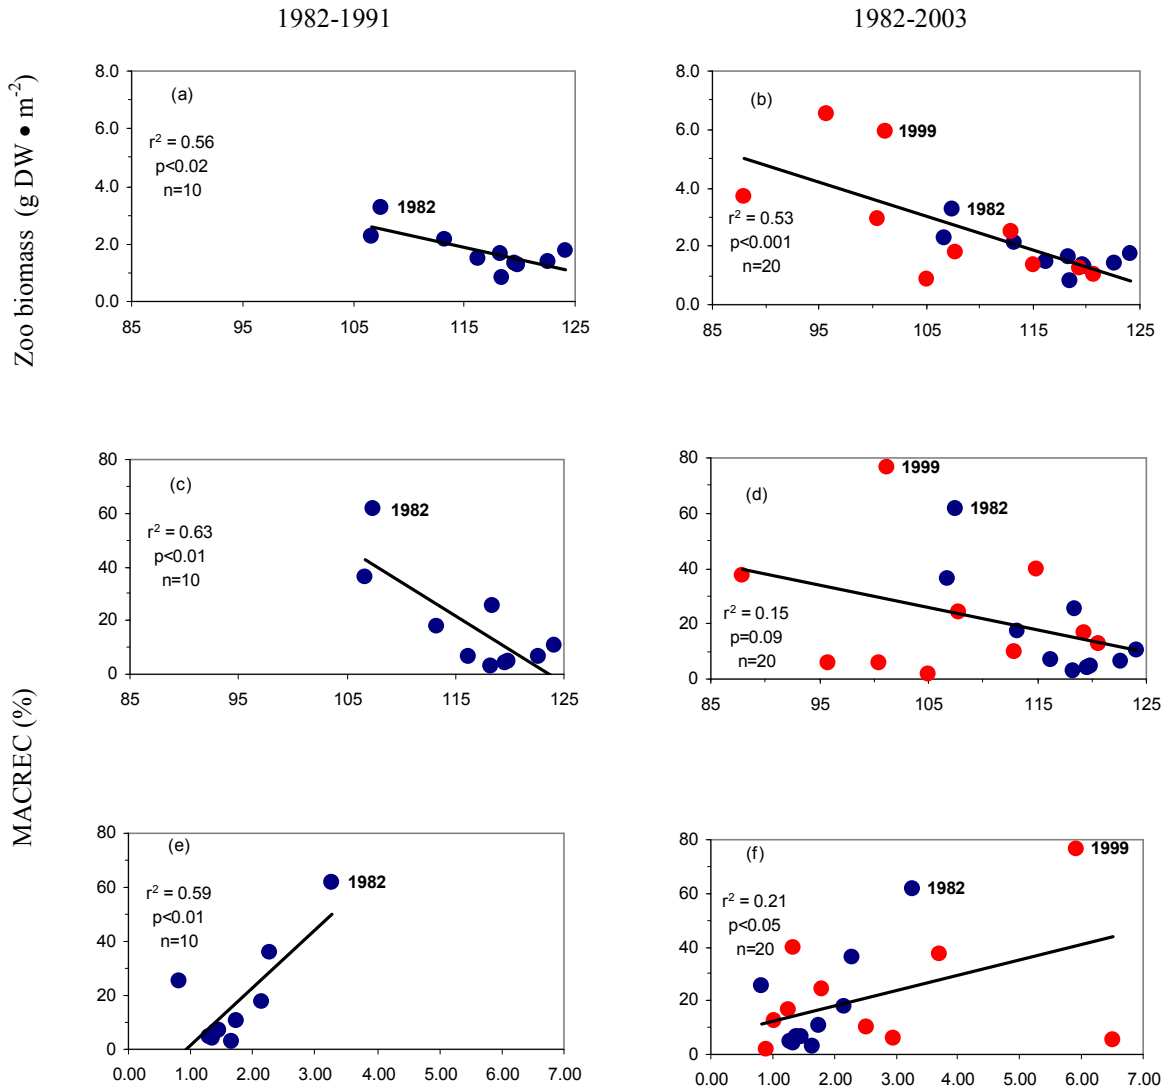 1982-1991
1982-2003
Zoo biomass (g DW • m-2)
MACREC (%)
8.0
6.0
4.0
2.0
0.0
(a)
r2 = 0.56
p<0.02
n=10
1982
85 95 105 115 125
8.0
6.0
4.0
2.0
0.0
(b)
1999
1982
r2 = 0.53
p<0.001
n=20
85 95 105 115 125
80
60
40
20
0
(c)
r2 = 0.63
p<0.01
n=10
1982
85 95 105 115 125
80
60
40
20
0
(d)
1999
1982
r2 = 0.15
p=0.09
n=20
85 95 105 115 125
80
60
40
20
0
(e)
r2 = 0.59
p<0.01
n=10
1982
0.00 1.00 2.00 3.00 4.00 5.00 6.00 7.00
80
60
40
20
0
(f)
1999
1982
r2 = 0.21
p<0.05
n=20
0.00 1.00 2.00 3.00 4.00 5.00 6.00 7.00